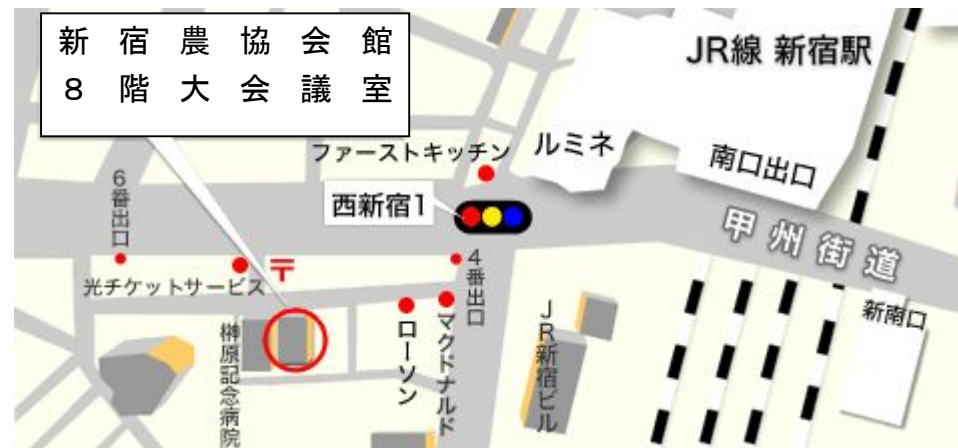 新宿農協会館
８階大会議室
JR線 新宿駅
ルミネ
ファーストキッチン
南口出口
6番出口
西新宿1
甲州街道
光チケットサービス
〒
4番出口
新南口
榊原記念病院
ローソン
マクドナルド
JR新宿ビル